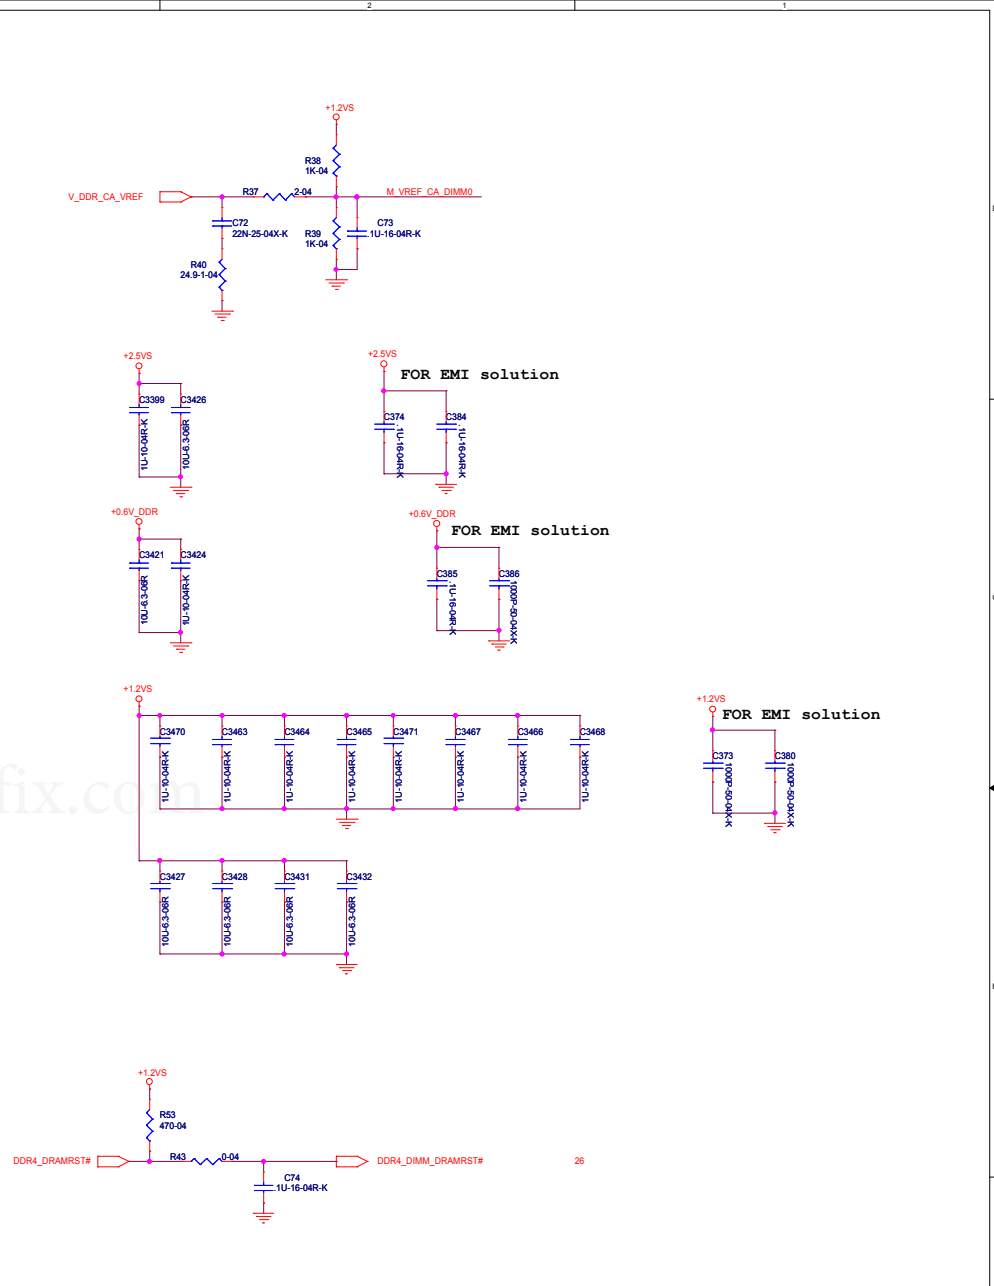 2
1
+1.2VS
R38
1K-04
V_DDR_CA_VREF
R37
2-04
M_VREF_CA_DIMM0
C72
22N-25-04X-K
R39
1K-04
C73
.1U-16-04R-K
R40
24.9-1-04
+2.5VS
C3399
1U-10-04R-K
C3426
10U-6.3-06R
+2.5VS
FOR EMI solution
C374
.1U-16-04R-K
C384
.1U-16-04R-K
+0.6V_DDR
C3421
10U-6.3-06R
C3424
1U-10-04R-K
+0.6V_DDR
FOR EMI solution
C385
.1U-16-04R-K
C386
1000P-50-04X-K
+1.2VS
C3470
1U-10-04R-K
C3463
1U-10-04R-K
C3464
1U-10-04R-K
C3465
1U-10-04R-K
C3471
1U-10-04R-K
C3467
1U-10-04R-K
C3466
1U-10-04R-K
C3468
1U-10-04R-K
+1.2VS
FOR EMI solution
C373
1000P-50-04X-K
C380
1000P-50-04X-K
fix.com
C3427
10U-6.3-06R
C3428
10U-6.3-06R
C3431
10U-6.3-06R
C3432
10U-6.3-06R
+1.2VS
R53
470-04
DDR4_DRAMRST#
R43
0-04
DDR4_DIMM_DRAMRST#
26
C74
.1U-16-04R-K